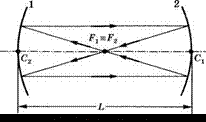 1 2
F₁ ≡ F₂
C₂ C₁
L